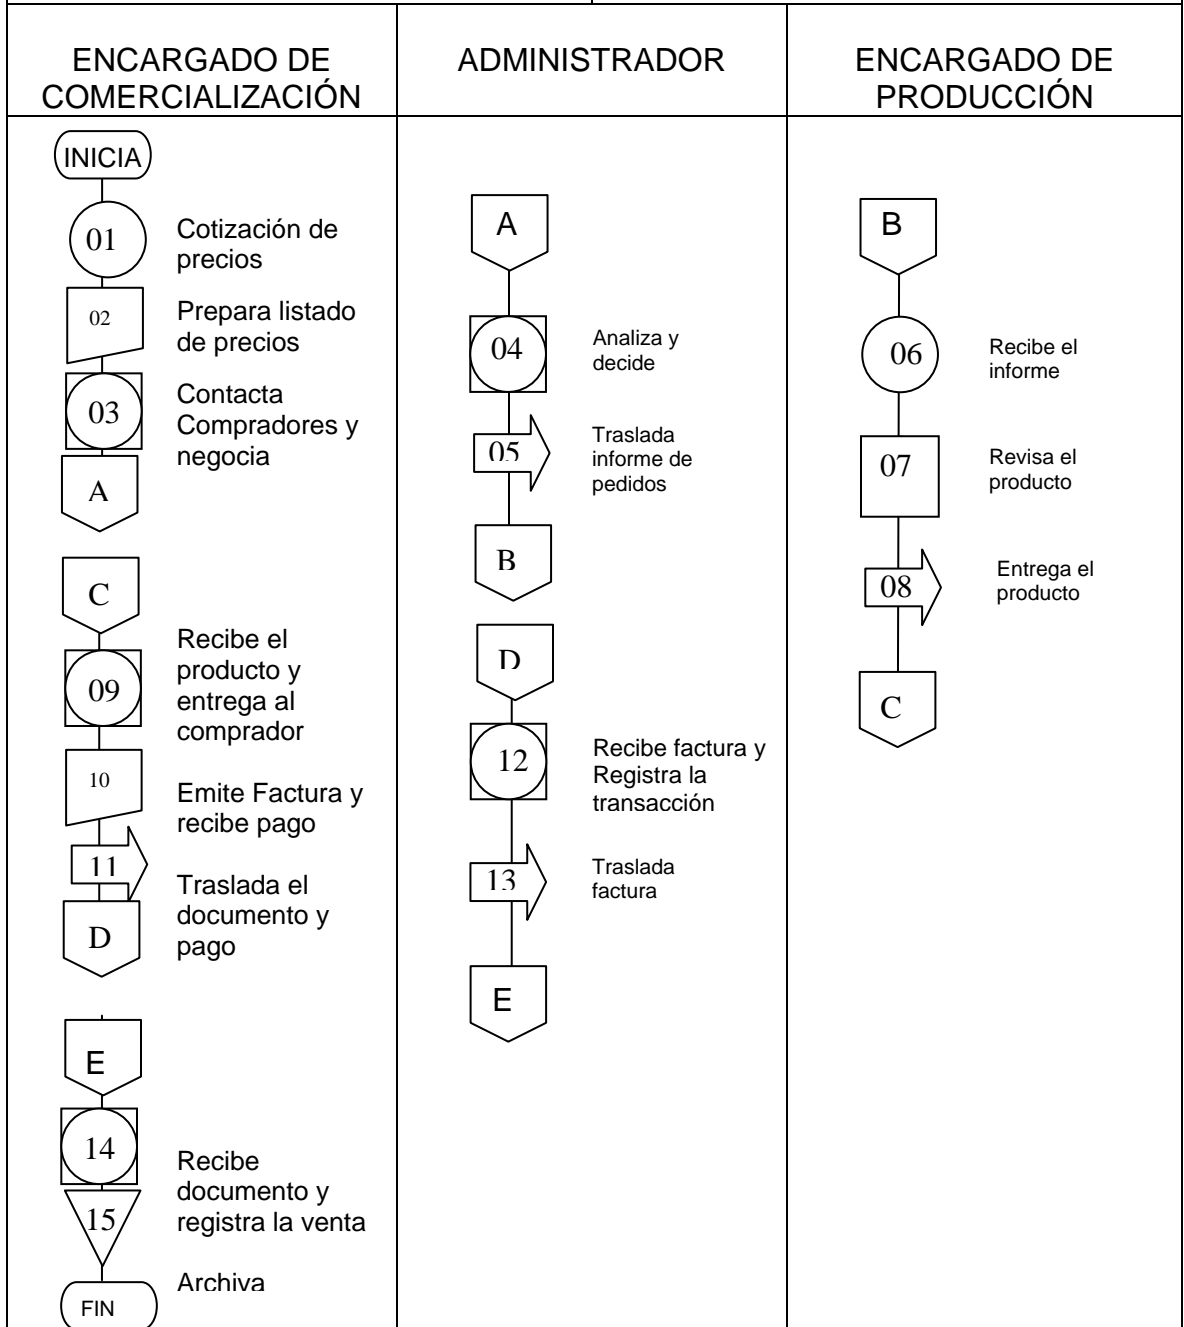 ENCARGADO DE
COMERCIALIZACIÓN
ADMINISTRADOR
ENCARGADO DE
PRODUCCIÓN
INICIA
01
Cotización de
precios
02
Prepara listado
de precios
03
Contacta
Compradores y
negocia
A
C
09
Recibe el
producto y
entrega al
comprador
10
Emite Factura y
recibe pago
11
Traslada el
documento y
pago
D
E
14
Recibe
documento y
registra la venta
15
Archiva
FIN
A
04
Analiza y
decide
05
Traslada
informe de
pedidos
B
D
12
Recibe factura y
Registra la
transacción
13
Traslada
factura
E
B
06
Recibe el
informe
07
Revisa el
producto
08
Entrega el
producto
C